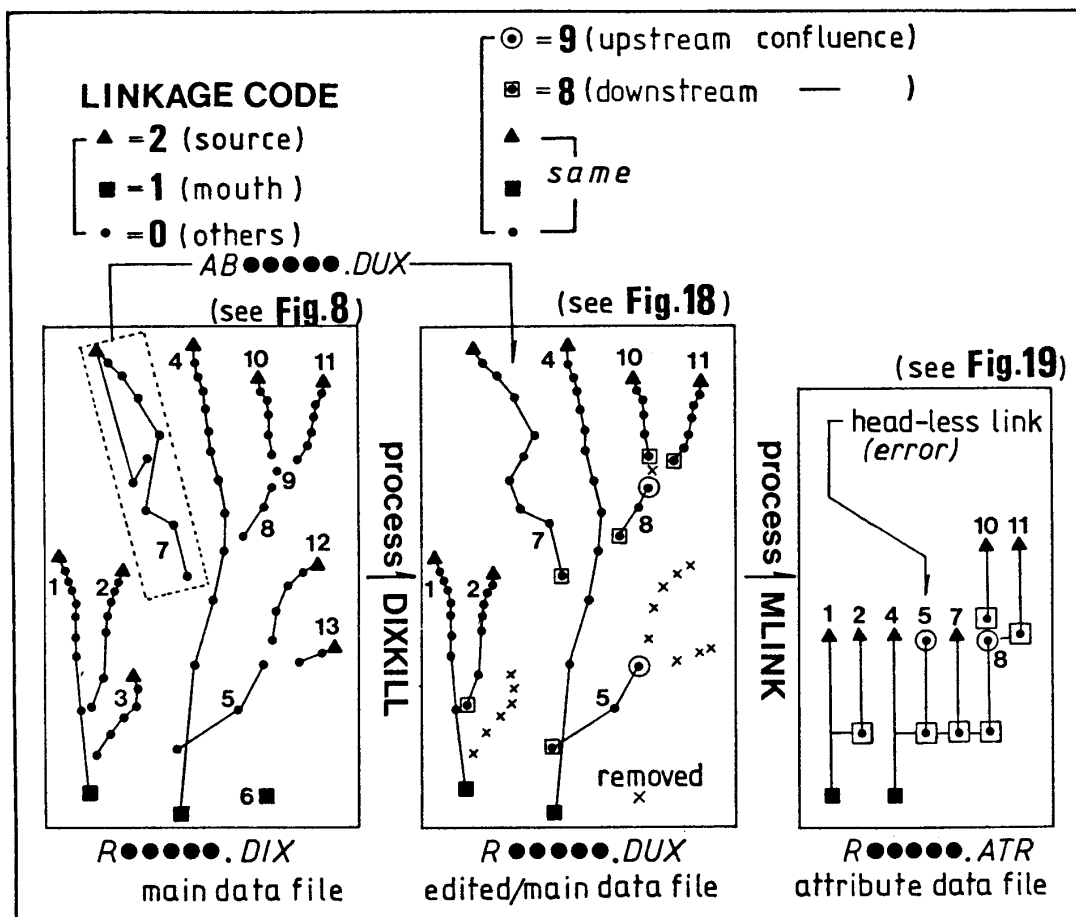 LINKAGE CODE
▲ = 2 (source)
■ = 1 (mouth)
• = 0 (others)
⊙ = 9 (upstream confluence)
▣ = 8 (downstream — )
▲
■ same
•
AB●●●●●.DUX
(see Fig.8)
(see Fig.18)
(see Fig.19)
4
10
11
9
8
7
12
1
2
13
3
5
6
R●●●●●.DIX
main data file
process
DIXKILL
4
10
11
8
7
1
2
5
removed
×
R●●●●●.DUX
edited/main data file
process
MLINK
head-less link
(error)
10 11
1 2 4 5 7
8
R●●●●●.ATR
attribute data file